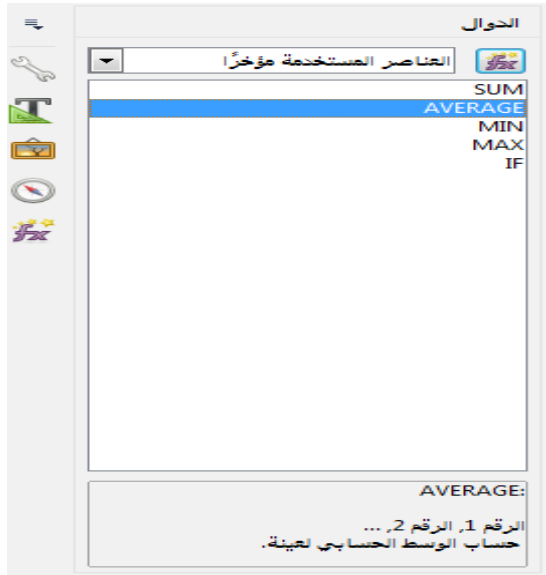 الدوال
العناصر المستخدمة مؤخرًا
SUM
AVERAGE
MIN
MAX
IF
AVERAGE:
الرقم 1, الرقم 2, ...
حساب الوسط الحسابي لعينة.